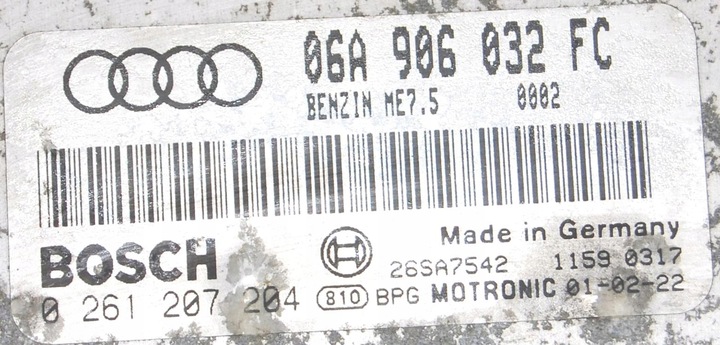 06A 906 032 FC
BENZIN ME7.5 0002
Made in Germany
BOSCH
26SA7542 1159 0317
0 261 207 204 810 BPG MOTRONIC 01-02-22